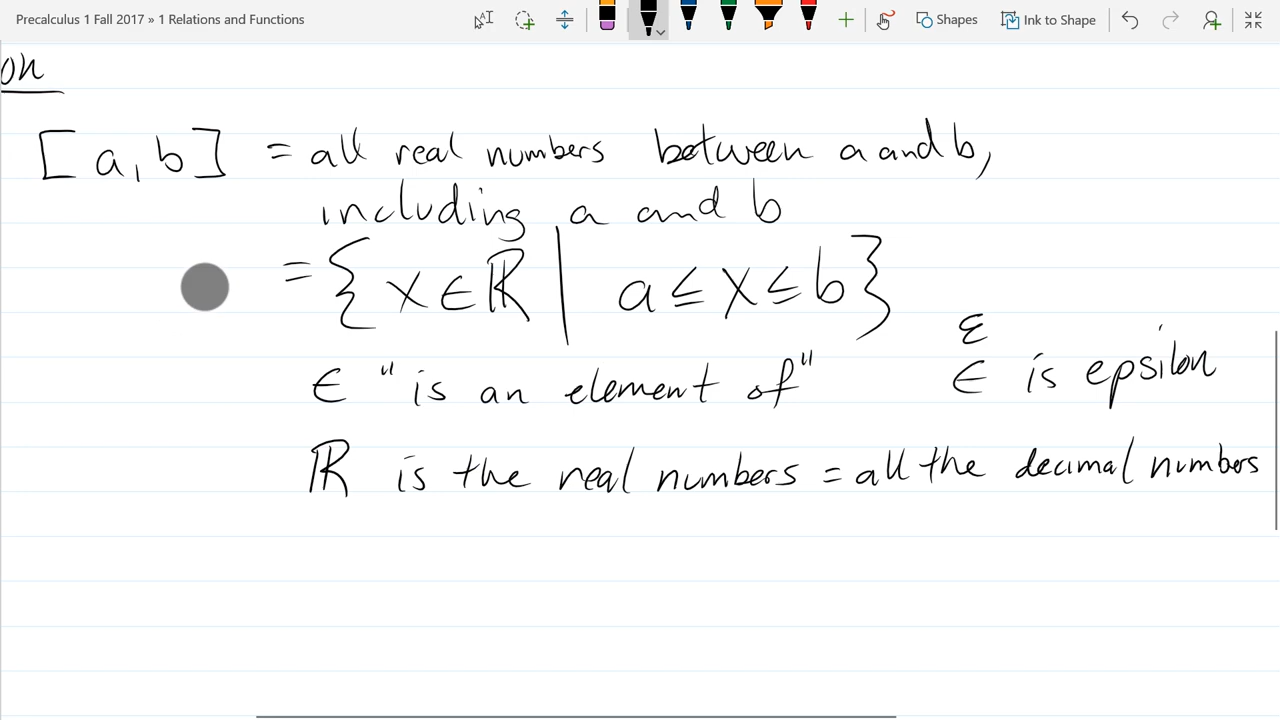 Precalculus 1 Fall 2017 » 1 Relations and Functions
Shapes
Ink to Shape
on
[a, b] = all real numbers between a and b,
including a and b
= { x ∈ ℝ | a ≤ x ≤ b }
ε
∈ "is an element of" ϵ is epsilon
ℝ is the real numbers = all the decimal numbers